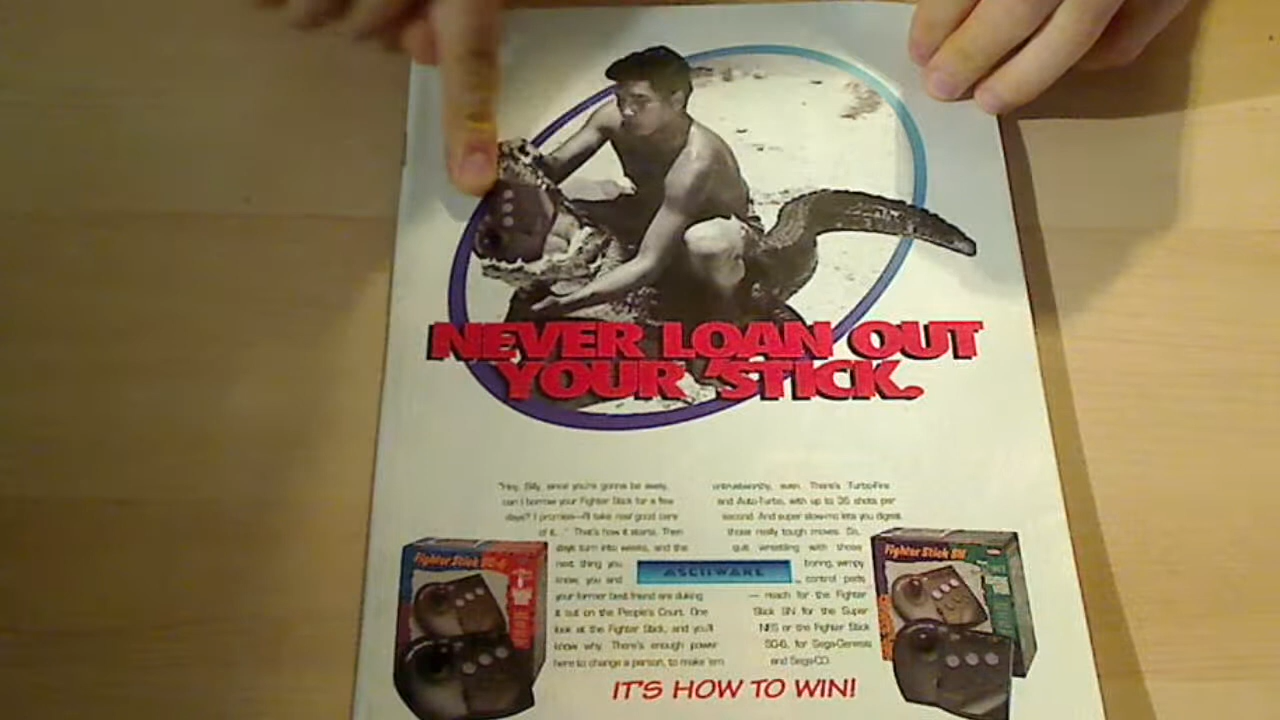 NEVER LOAN OUT
YOUR 'STICK.
"Hey, Billy, since you're gonna be away,
can I borrow your Fighter Stick for a few
days? I promise—I'll take real good care
of it..." That's how it starts. Then
days turn into weeks, and the
next thing you
know, you and
your former best friend are duking
it out on the People's Court. One
look at the Fighter Stick, and you'll
know why. There's enough power
here to change a person, to make 'em
untrustworthy, even. There's Turbo-Fire
and Auto-Turbo, with up to 35 shots per
second. And super slow-mo lets you digest
those really tough moves. So,
quit wrestling with those
boring, wimpy
control pads
— reach for the Fighter
Stick SN for the Super
NES or the Fighter Stick
SG-6, for Sega-Genesis
and Sega-CD.
ASCIIWARE
Fighter Stick SG-6
Fighter Stick SN
IT'S HOW TO WIN!